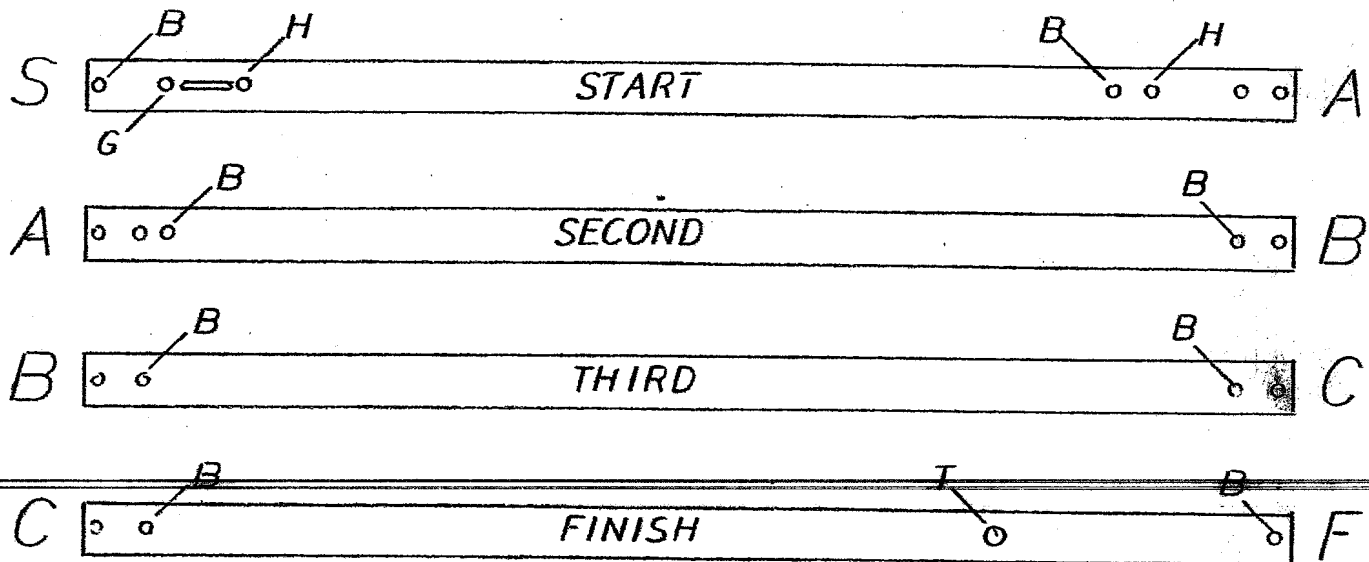 B H B H
S START A
G
B B
A SECOND B
B B
B THIRD C
B T B
C FINISH F